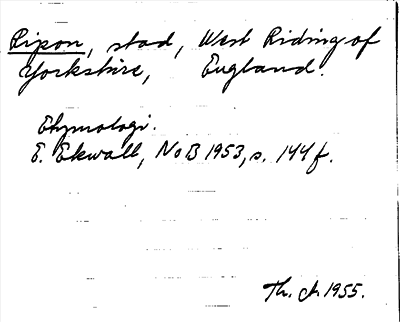 Ripon, stad, West Riding of
Yorkshire, England.
Etymologi.
E. Ekwall, NoB 1953, s. 144 f.
Th. A. 1955.